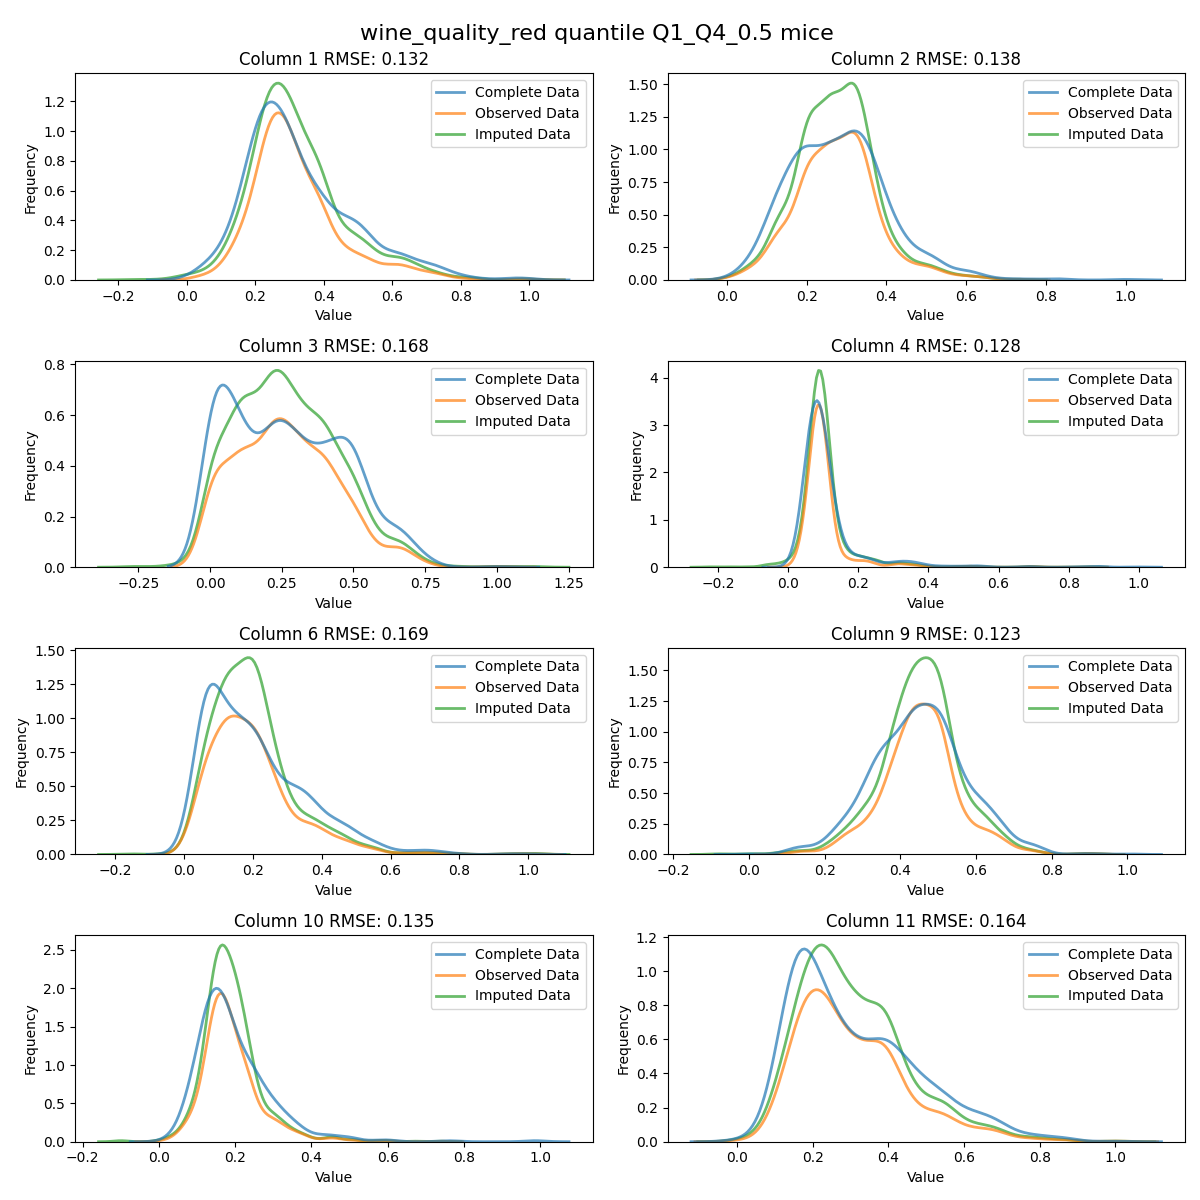 wine_quality_red quantile Q1_Q4_0.5 mice
Column 1 RMSE: 0.132
Complete Data
Observed Data
Imputed Data
Frequency
1.2
1.0
0.8
0.6
0.4
0.2
0.0
−0.2 0.0 0.2 0.4 0.6 0.8 1.0
Value
Column 2 RMSE: 0.138
Complete Data
Observed Data
Imputed Data
Frequency
1.50
1.25
1.00
0.75
0.50
0.25
0.00
0.0 0.2 0.4 0.6 0.8 1.0
Value
Column 3 RMSE: 0.168
Complete Data
Observed Data
Imputed Data
Frequency
0.8
0.6
0.4
0.2
0.0
−0.25 0.00 0.25 0.50 0.75 1.00 1.25
Value
Column 4 RMSE: 0.128
Complete Data
Observed Data
Imputed Data
Frequency
4
3
2
1
0
−0.2 0.0 0.2 0.4 0.6 0.8 1.0
Value
Column 6 RMSE: 0.169
Complete Data
Observed Data
Imputed Data
Frequency
1.50
1.25
1.00
0.75
0.50
0.25
0.00
−0.2 0.0 0.2 0.4 0.6 0.8 1.0
Value
Column 9 RMSE: 0.123
Complete Data
Observed Data
Imputed Data
Frequency
1.50
1.25
1.00
0.75
0.50
0.25
0.00
−0.2 0.0 0.2 0.4 0.6 0.8 1.0
Value
Column 10 RMSE: 0.135
Complete Data
Observed Data
Imputed Data
Frequency
2.5
2.0
1.5
1.0
0.5
0.0
−0.2 0.0 0.2 0.4 0.6 0.8 1.0
Value
Column 11 RMSE: 0.164
Complete Data
Observed Data
Imputed Data
Frequency
1.2
1.0
0.8
0.6
0.4
0.2
0.0
0.0 0.2 0.4 0.6 0.8 1.0
Value